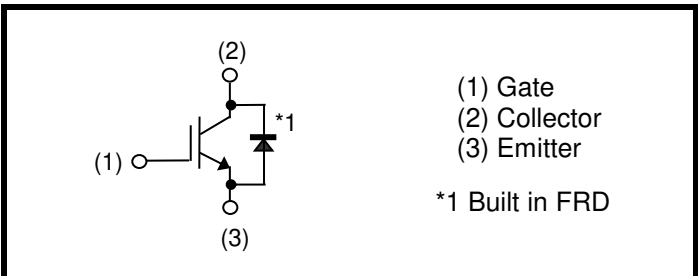 (2)
*1
(1)
(3)
(1) Gate
(2) Collector
(3) Emitter
*1 Built in FRD